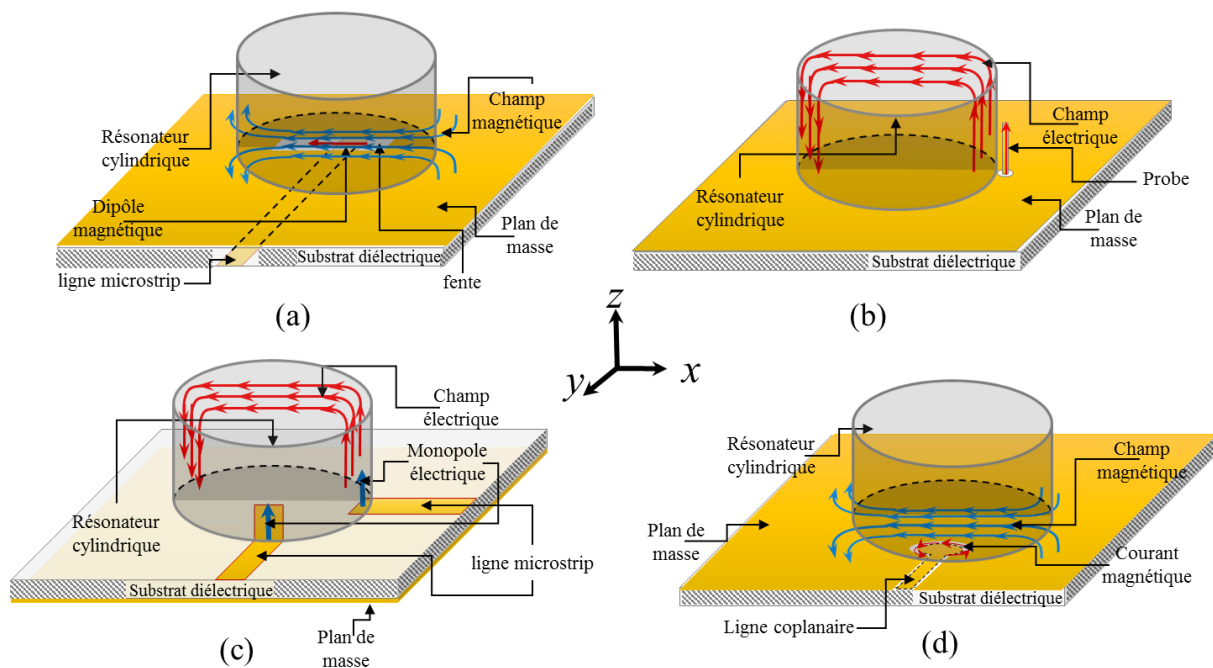 Résonateur
cylindrique
Champ
magnétique
Dipôle
magnétique
Plan de
masse
Substrat diélectrique
ligne microstrip
fente
(a)
Champ
électrique
Résonateur
cylindrique
Probe
Plan de
masse
Substrat diélectrique
(b)
z
y
x
Champ
électrique
Monopole
électrique
Résonateur
cylindrique
ligne microstrip
Substrat diélectrique
Plan de
masse
(c)
Résonateur
cylindrique
Champ
magnétique
Plan de
masse
Courant
magnétique
Substrat diélectrique
Ligne coplanaire
(d)